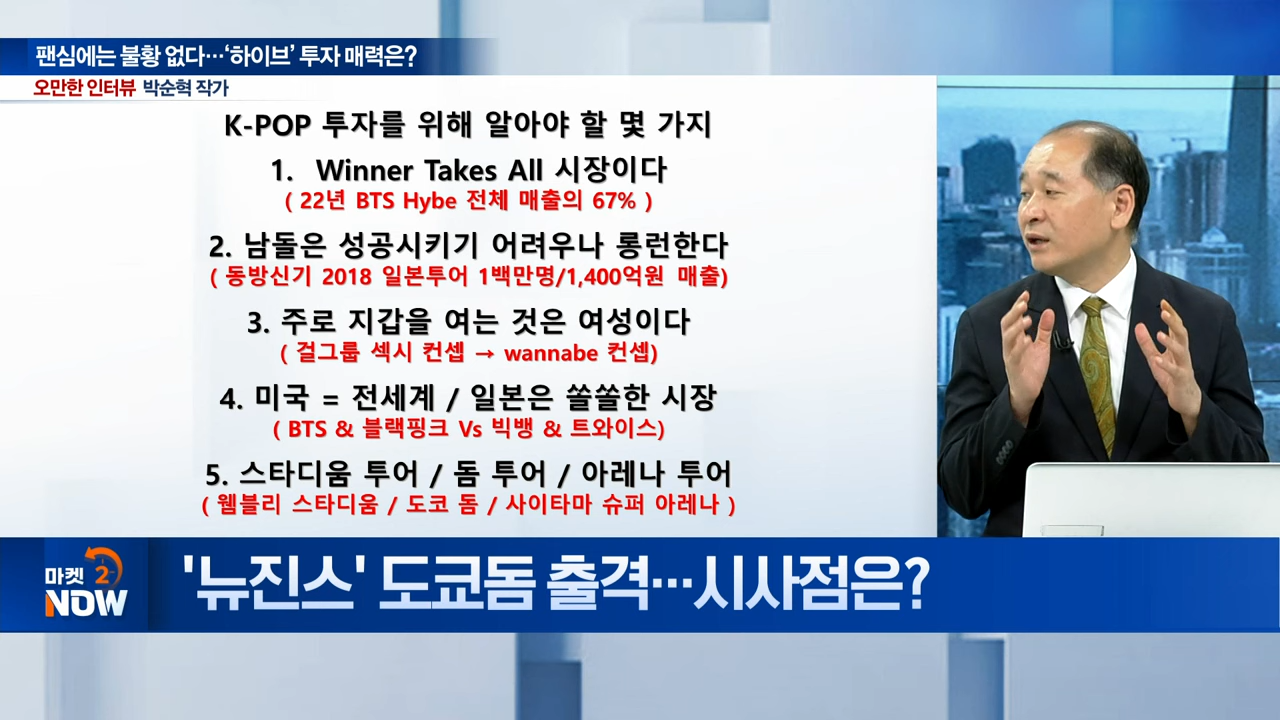 팬심에는 불황 없다…‘하이브’ 투자 매력은?
오만한 인터뷰 박순혁 작가
K-POP 투자를 위해 알아야 할 몇 가지
1. Winner Takes All 시장이다
( 22년 BTS Hybe 전체 매출의 67% )
2. 남돌은 성공시키기 어려우나 롱런한다
( 동방신기 2018 일본투어 1백만명/1,400억원 매출)
3. 주로 지갑을 여는 것은 여성이다
( 걸그룹 섹시 컨셉 → wannabe 컨셉)
4. 미국 = 전세계 / 일본은 쏠쏠한 시장
( BTS & 블랙핑크 Vs 빅뱅 & 트와이스)
5. 스타디움 투어 / 돔 투어 / 아레나 투어
( 웸블리 스타디움 / 도코 돔 / 사이타마 슈퍼 아레나 )
마켓 2
NOW
'뉴진스' 도쿄돔 출격…시사점은?